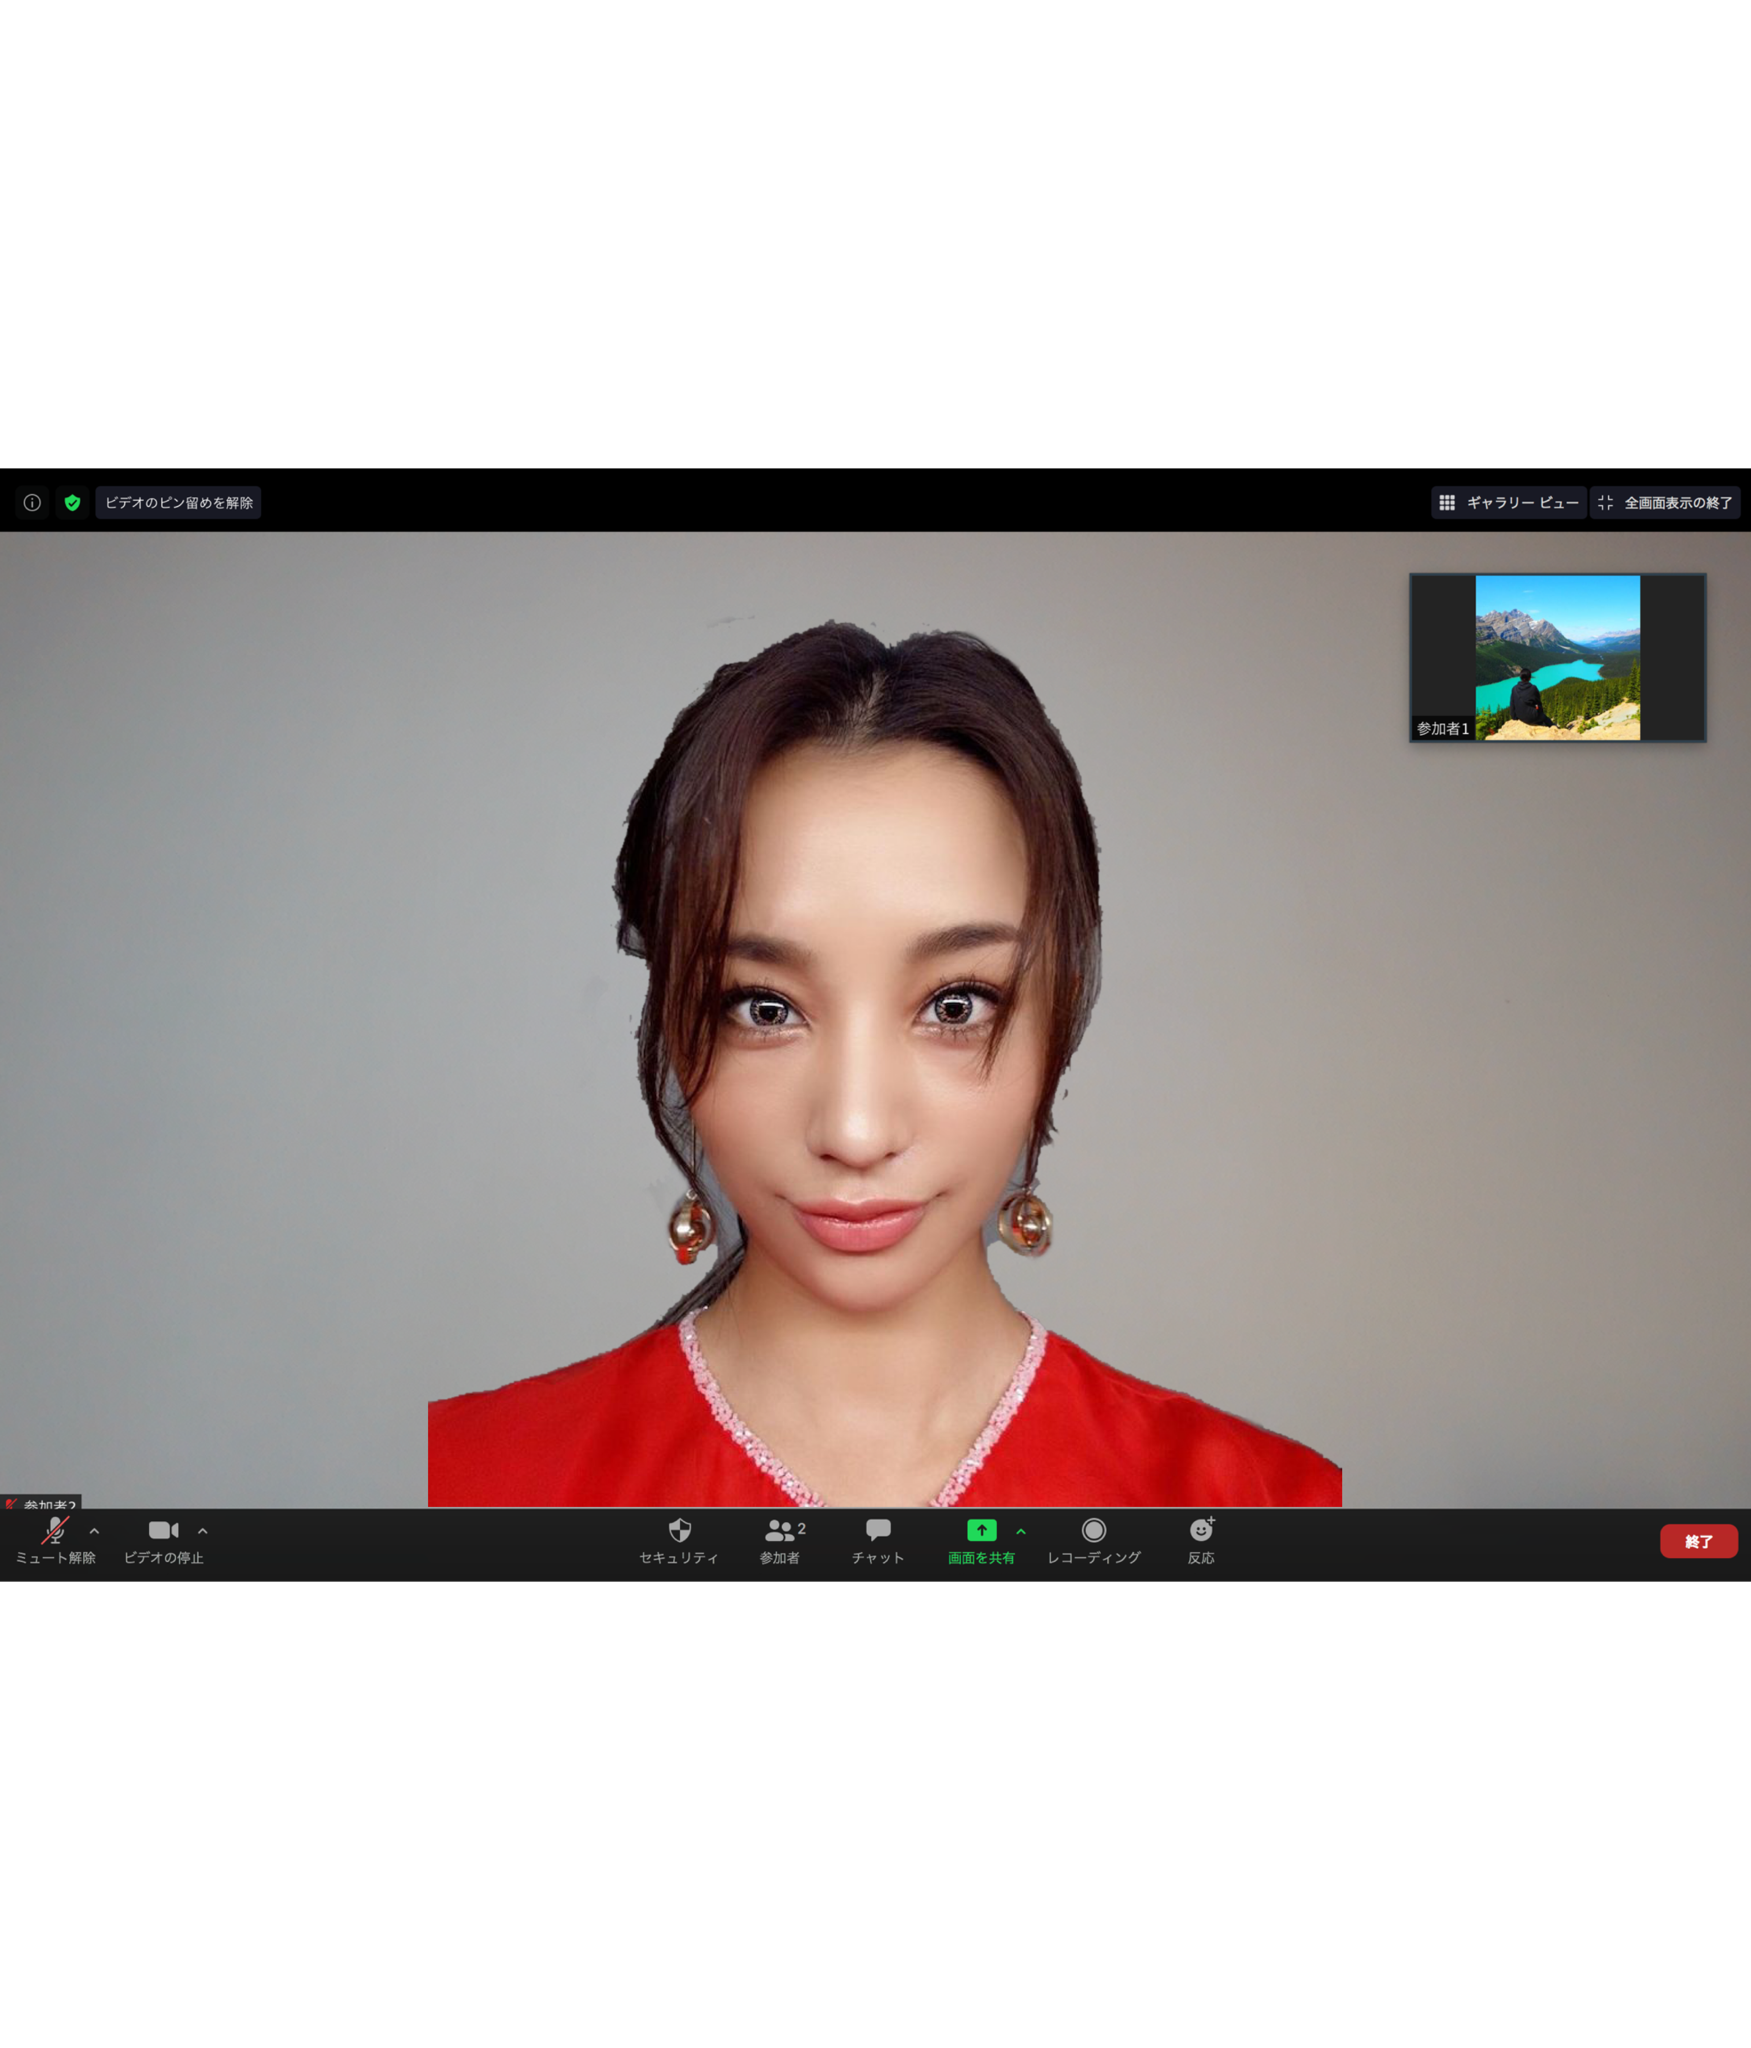 ビデオのピン留めを解除
ギャラリー ビュー
全画面表示の終了
参加者1
参加者2
ミュート解除
ビデオの停止
セキュリティ
参加者
2
チャット
画面を共有
レコーディング
反応
終了